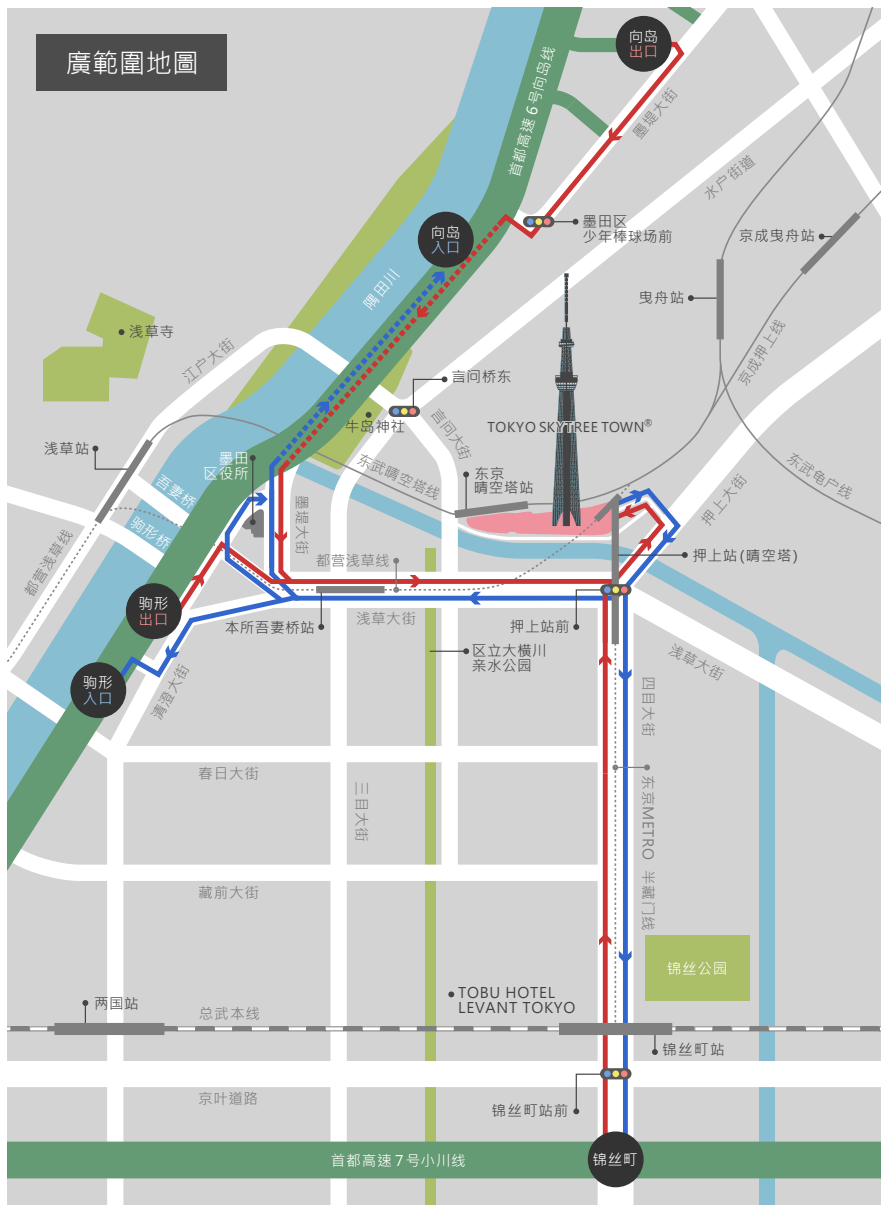 廣範圍地圖
向岛
出口
首都高速6号向岛线
墨堤大街
水户街道
墨田区
少年棒球场前
京成曳舟站
向岛
入口
隅田川
曳舟站
浅草寺
江户大街
京成押上线
言问桥东
牛岛神社
言问大街
TOKYO SKYTREE TOWN®
浅草站
墨田
区役所
东武晴空塔线
东京
晴空塔站
东武龟户线
吾妻桥
押上大街
驹形桥
墨堤大街
都营浅草线
都营浅草线
押上站(晴空塔)
驹形
出口
浅草大街
本所吾妻桥站
押上站前
区立大横川
亲水公园
浅草大街
驹形
入口
清澄大街
四目大街
春日大街
三目大街
东京METRO 半藏门线
藏前大街
锦丝公园
TOBU HOTEL
LEVANT TOKYO
两国站
总武本线
锦丝町站
京叶道路
锦丝町站前
首都高速7号小川线
锦丝町